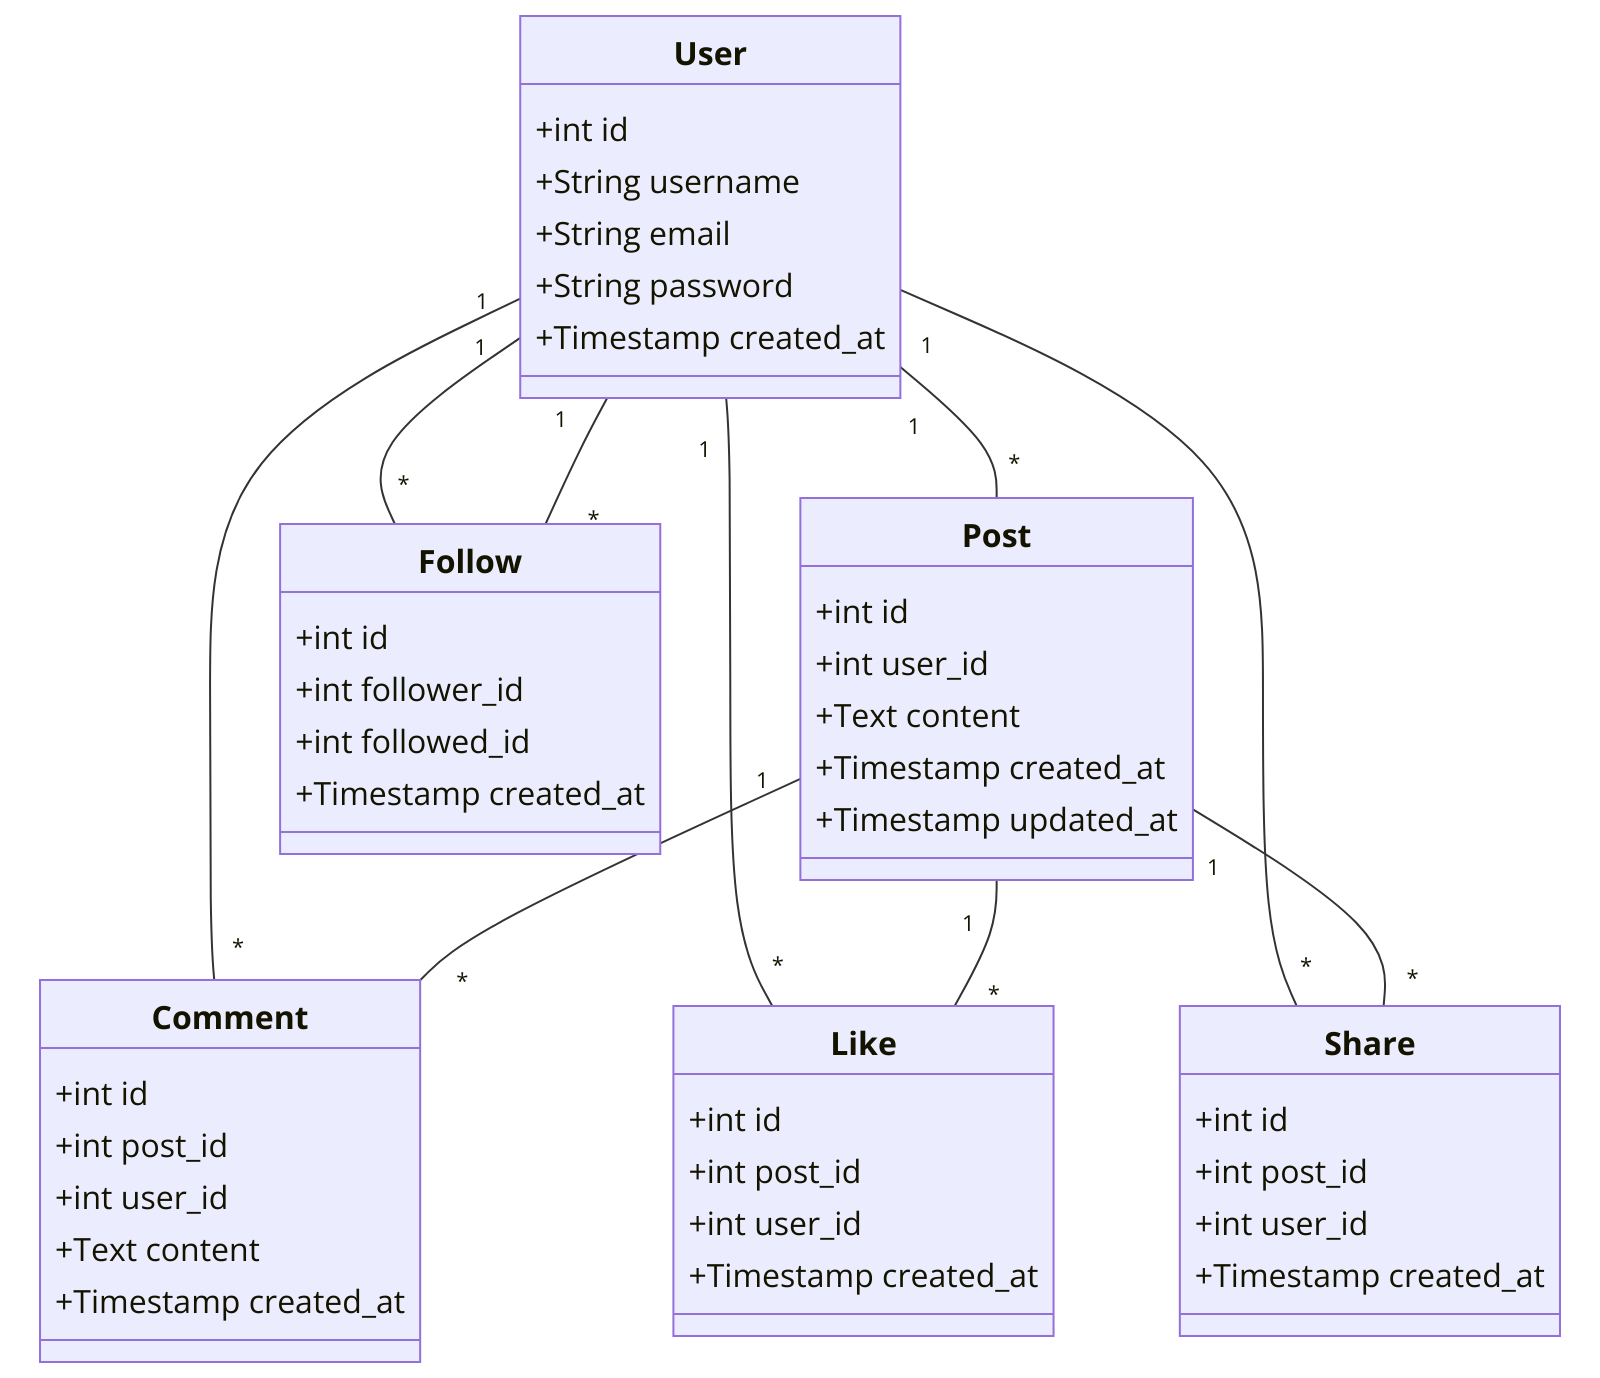 User
+int id
+String username
+String email
+String password
+Timestamp created_at
1
1
1
1
1
1
*
*
*
Follow
+int id
+int follower_id
+int followed_id
+Timestamp created_at
Post
+int id
+int user_id
+Text content
+Timestamp created_at
+Timestamp updated_at
1
1
1
*
*
*
*
*
*
Comment
+int id
+int post_id
+int user_id
+Text content
+Timestamp created_at
Like
+int id
+int post_id
+int user_id
+Timestamp created_at
Share
+int id
+int post_id
+int user_id
+Timestamp created_at